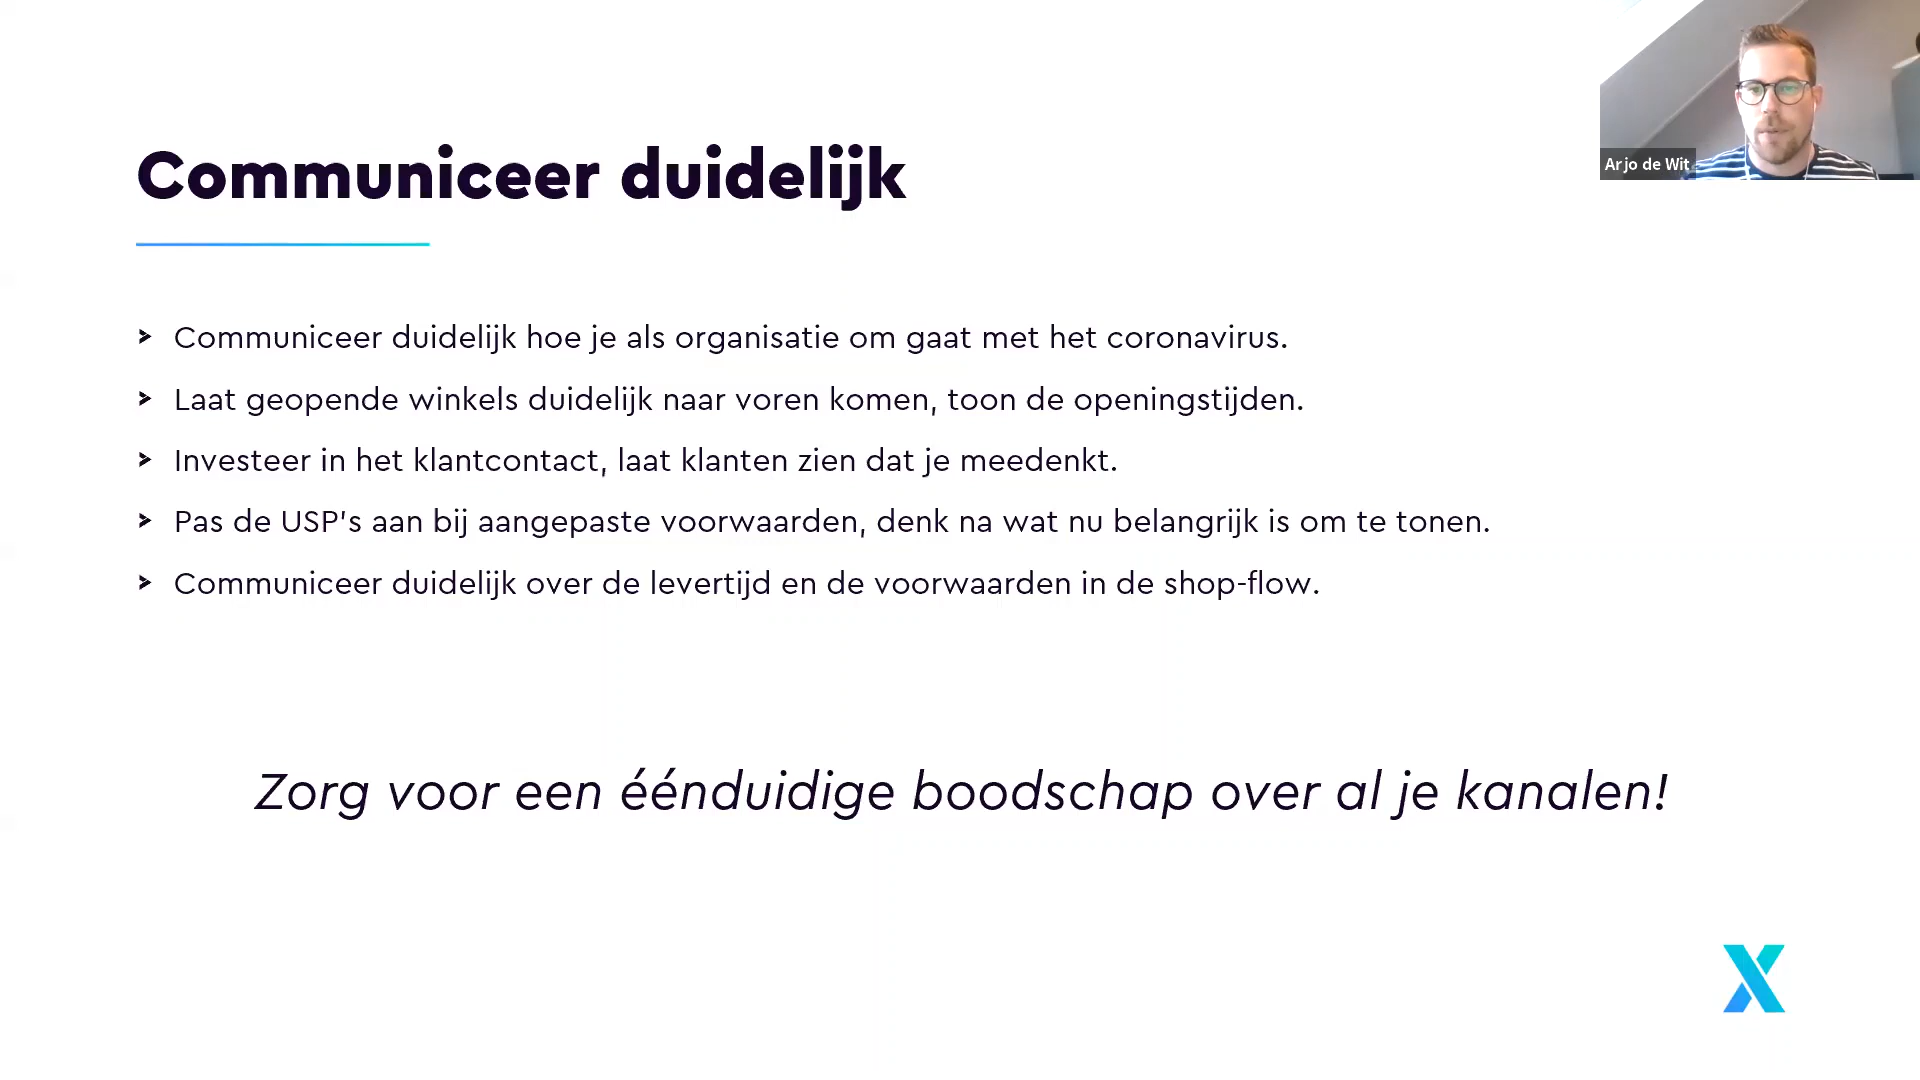 Communiceer duidelijk
Arjo de Wit
➤ Communiceer duidelijk hoe je als organisatie om gaat met het coronavirus.
➤ Laat geopende winkels duidelijk naar voren komen, toon de openingstijden.
➤ Investeer in het klantcontact, laat klanten zien dat je meedenkt.
➤ Pas de USP's aan bij aangepaste voorwaarden, denk na wat nu belangrijk is om te tonen.
➤ Communiceer duidelijk over de levertijd en de voorwaarden in de shop-flow.
Zorg voor een éénduidige boodschap over al je kanalen!
X